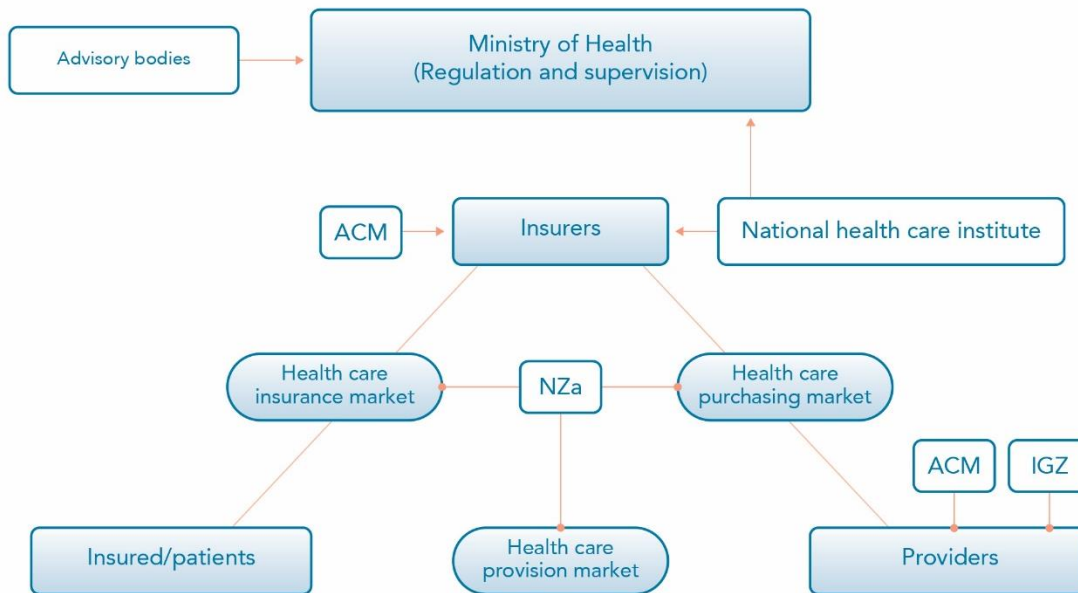 Advisory bodies
Ministry of Health
(Regulation and supervision)
ACM
Insurers
National health care institute
Health care
insurance market
NZa
Health care
purchasing market
ACM
IGZ
Insured/patients
Health care
provision market
Providers